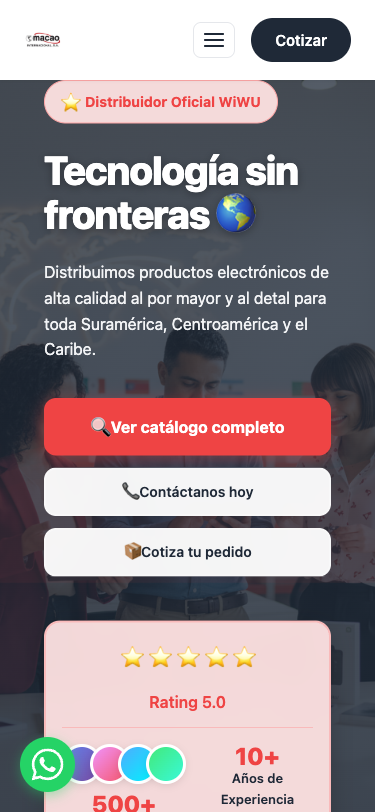 macao
INTERNACIONAL, S.A.
Cotizar
Distribuidor Oficial WiWU
Tecnología sin
fronteras
Distribuimos productos electrónicos de
alta calidad al por mayor y al detal para
toda Suramérica, Centroamérica y el
Caribe.
Ver catálogo completo
Contáctanos hoy
Cotiza tu pedido
Rating 5.0
500+
10+
Años de
Experiencia